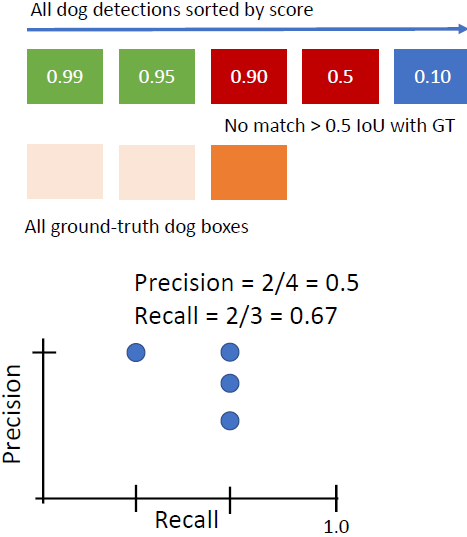 All dog detections sorted by score
0.99 0.95 0.90 0.5 0.10
No match > 0.5 IoU with GT
All ground-truth dog boxes
Precision = 2/4 = 0.5
Recall = 2/3 = 0.67
Precision
Recall
1.0